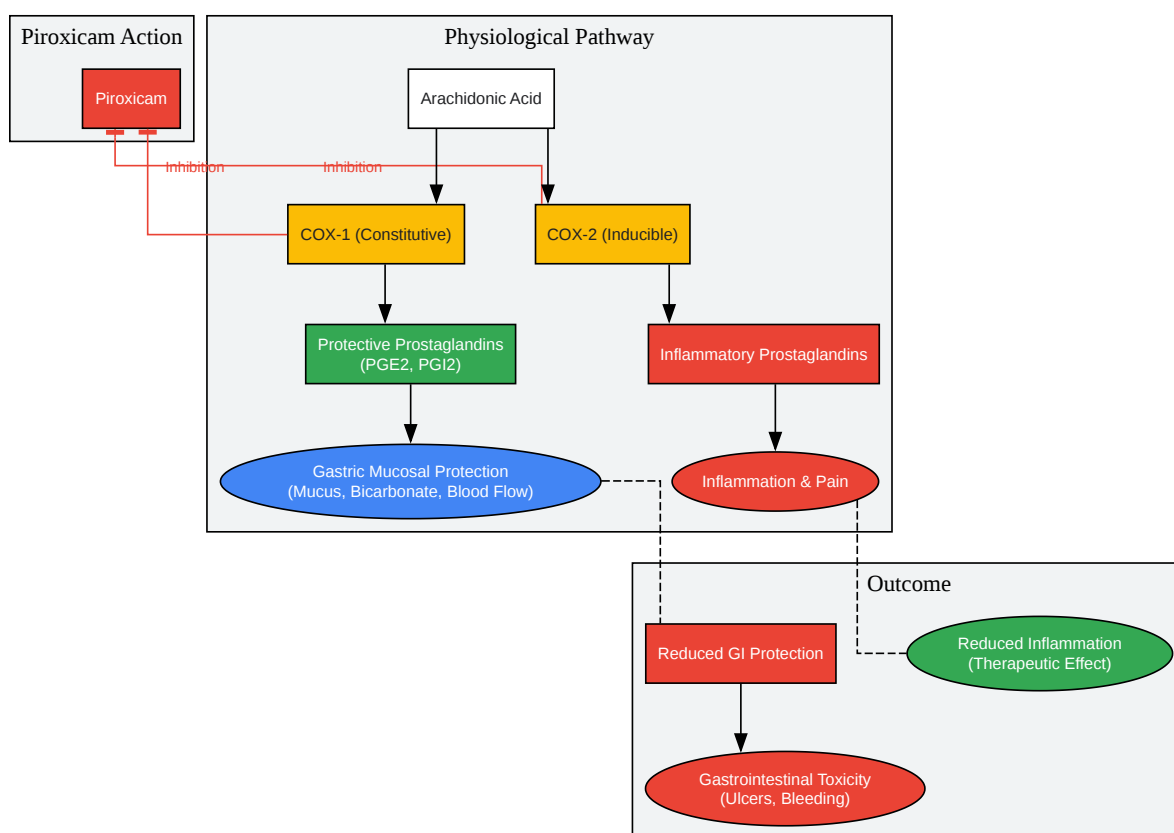 Piroxicam Action
Physiological Pathway
Piroxicam
Arachidonic Acid
Inhibition
Inhibition
COX-1 (Constitutive)
COX-2 (Inducible)
Protective Prostaglandins
(PGE2, PGI2)
Inflammatory Prostaglandins
Gastric Mucosal Protection
(Mucus, Bicarbonate, Blood Flow)
Inflammation & Pain
Outcome
Reduced GI Protection
Reduced Inflammation
(Therapeutic Effect)
Gastrointestinal Toxicity
(Ulcers, Bleeding)